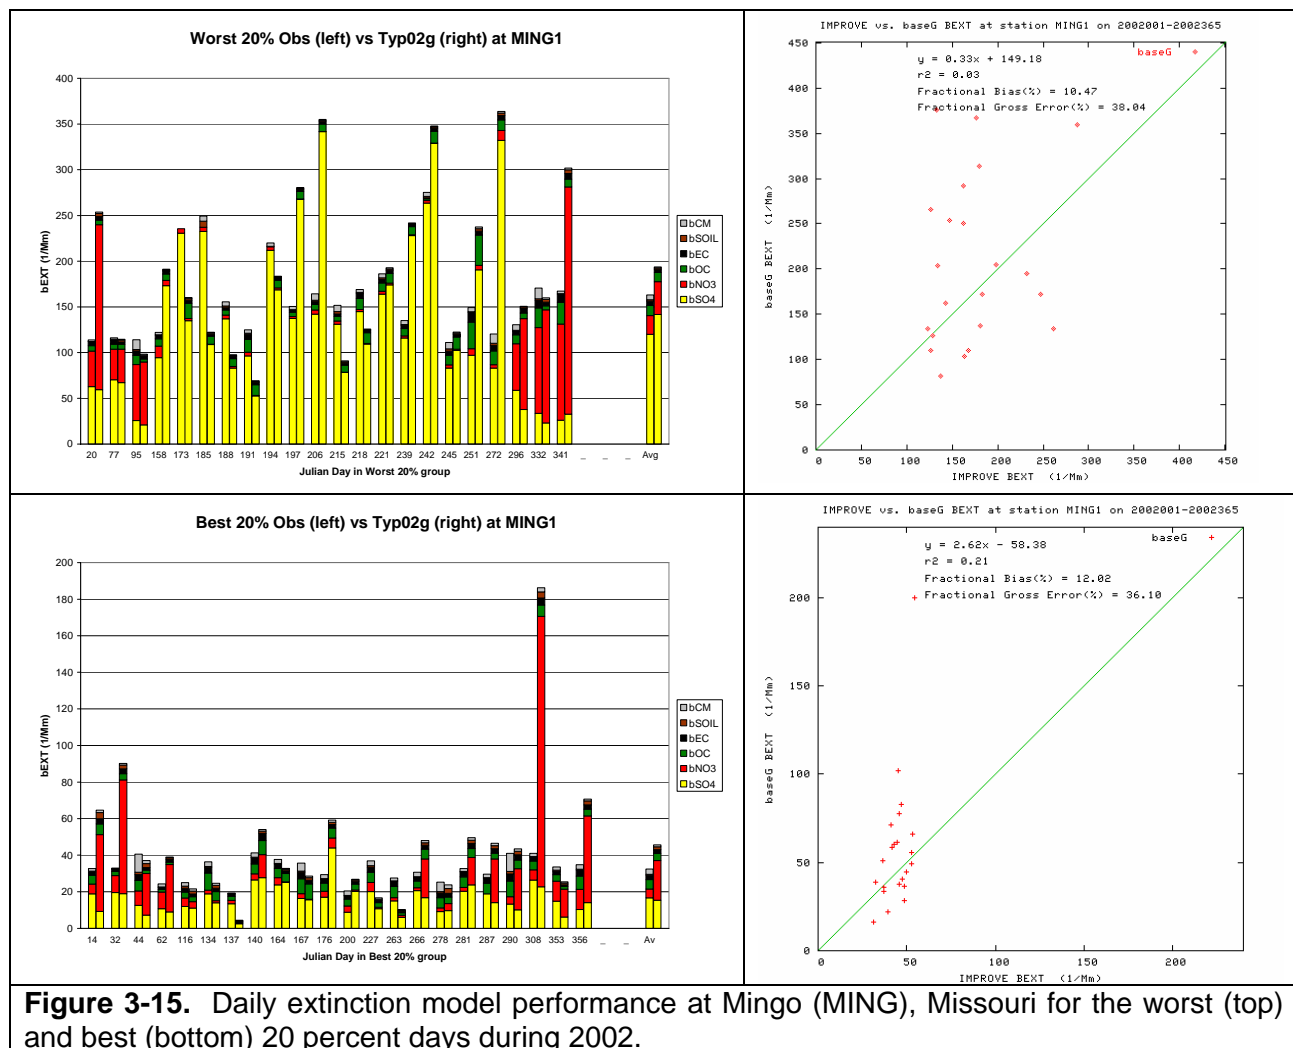 Worst 20% Obs (left) vs Typ02g (right) at MING1
400
350
300
250
200
150
100
50
0
bEXT (1/Mm)
20 77 95 158 173 185 188 191 194 197 206 215 218 221 239 242 245 251 272 296 332 341 _ _ _ Avg
Julian Day in Worst 20% group
bCM
bSOIL
bEC
bOC
bNO3
bSO4
IMPROVE vs. baseG BEXT at station MING1 on 2002001-2002365
baseG
y = 0.33x + 149.18
r2 = 0.03
Fractional Bias(%) = 10.47
Fractional Gross Error(%) = 38.04
450
400
350
300
250
200
150
100
50
0
baseG BEXT (1/Mm)
0 50 100 150 200 250 300 350 400 450
IMPROVE BEXT (1/Mm)
Best 20% Obs (left) vs Typ02g (right) at MING1
200
180
160
140
120
100
80
60
40
20
0
bEXT (1/Mm)
14 32 44 62 116 134 137 140 164 167 176 200 227 263 266 278 281 287 290 308 353 356 _ _ Av
Julian Day in Best 20% group
bCM
bSOIL
bEC
bOC
bNO3
bSO4
IMPROVE vs. baseG BEXT at station MING1 on 2002001-2002365
baseG
y = 2.62x - 58.38
r2 = 0.21
Fractional Bias(%) = 12.02
Fractional Gross Error(%) = 36.10
200
150
100
50
0
baseG BEXT (1/Mm)
0 50 100 150 200
IMPROVE BEXT (1/Mm)
Figure 3-15. Daily extinction model performance at Mingo (MING), Missouri for the worst (top)
and best (bottom) 20 percent days during 2002.